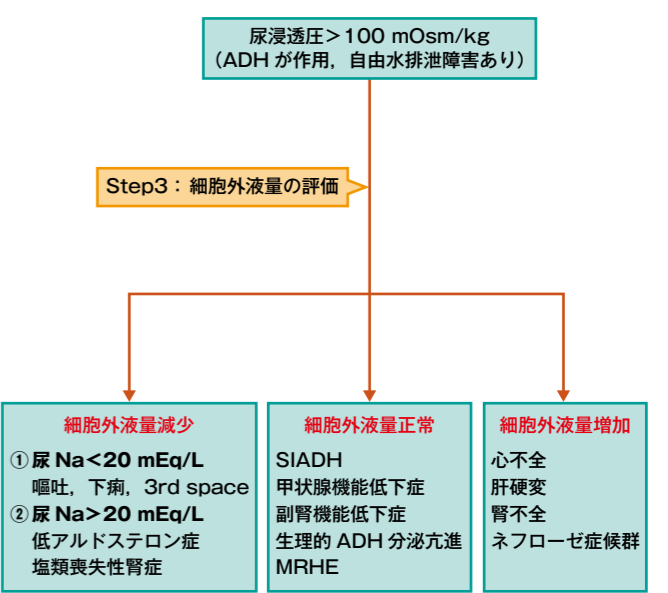 尿浸透圧＞100 mOsm/kg
（ADH が作用，自由水排泄障害あり）
Step3：細胞外液量の評価
細胞外液量減少
①尿 Na＜20 mEq/L
嘔吐，下痢，3rd space
②尿 Na＞20 mEq/L
低アルドステロン症
塩類喪失性腎症
細胞外液量正常
SIADH
甲状腺機能低下症
副腎機能低下症
生理的 ADH 分泌亢進
MRHE
細胞外液量増加
心不全
肝硬変
腎不全
ネフローゼ症候群